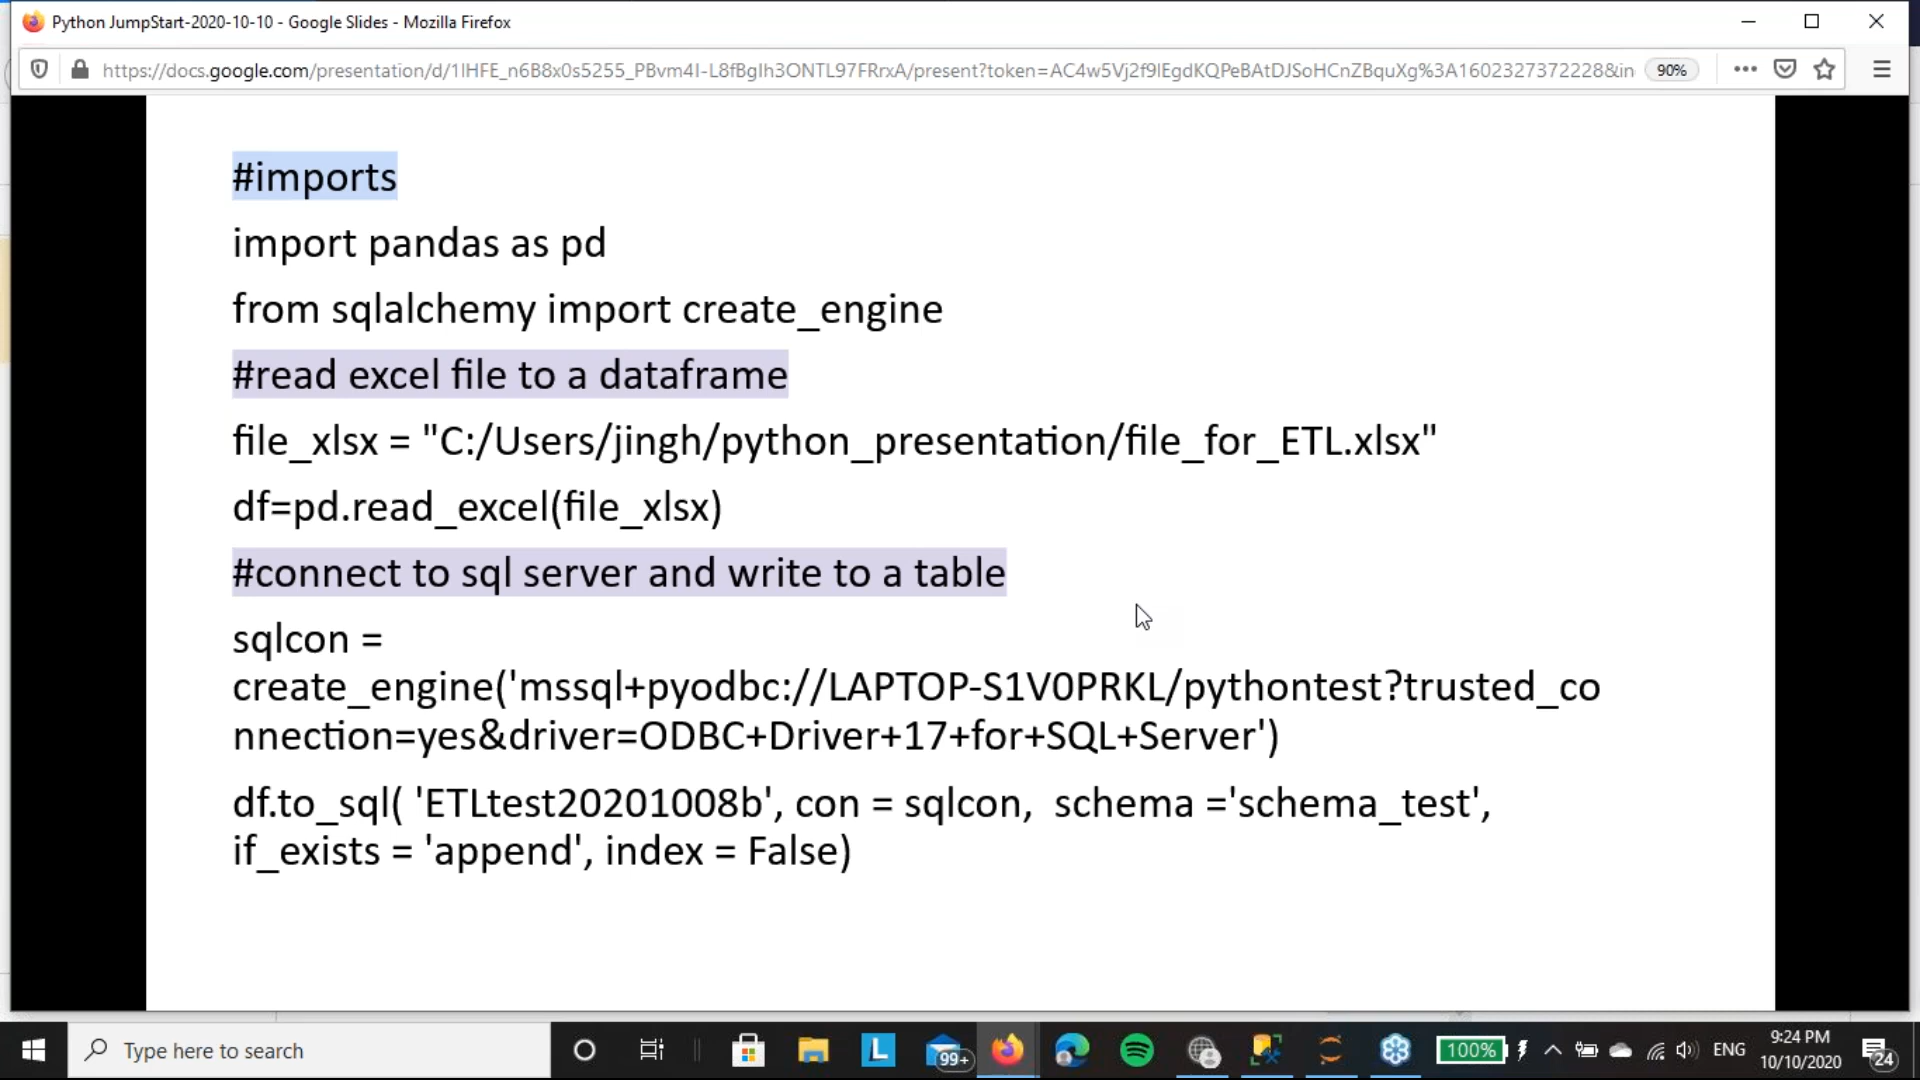 Python JumpStart-2020-10-10 - Google Slides - Mozilla Firefox
https://docs.google.com/presentation/d/1lHFE_n6B8x0s5255_PBvm4I-L8fBgIh3ONTL97FRrxA/present?token=AC4w5Vj2f9lEgdKQPeBAtDJSoHCnZBquXg%3A1602327372228&in 90%
#imports
import pandas as pd
from sqlalchemy import create_engine
#read excel file to a dataframe
file_xlsx = "C:/Users/jingh/python_presentation/file_for_ETL.xlsx"
df=pd.read_excel(file_xlsx)
#connect to sql server and write to a table
sqlcon =
create_engine('mssql+pyodbc://LAPTOP-S1V0PRKL/pythontest?trusted_co
nnection=yes&driver=ODBC+Driver+17+for+SQL+Server')
df.to_sql( 'ETLtest20201008b', con = sqlcon,  schema ='schema_test',
if_exists = 'append', index = False)
Type here to search
L
99+
100%
ENG
9:24 PM
10/10/2020
24